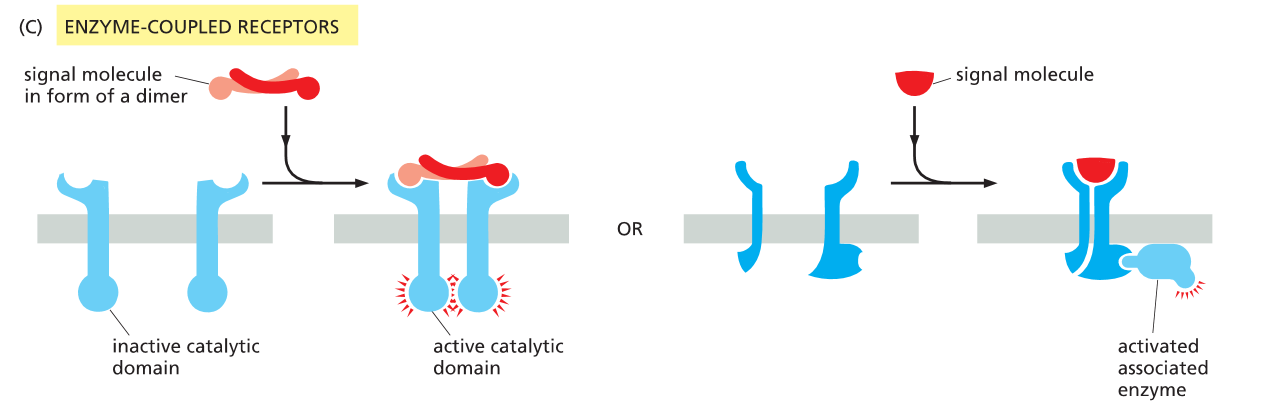 (C) ENZYME-COUPLED RECEPTORS
signal molecule
in form of a dimer
signal molecule
OR
inactive catalytic
domain
active catalytic
domain
activated
associated
enzyme